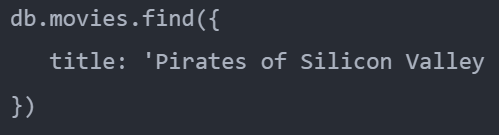 db.movies.find({
title: 'Pirates of Silicon Valley
})